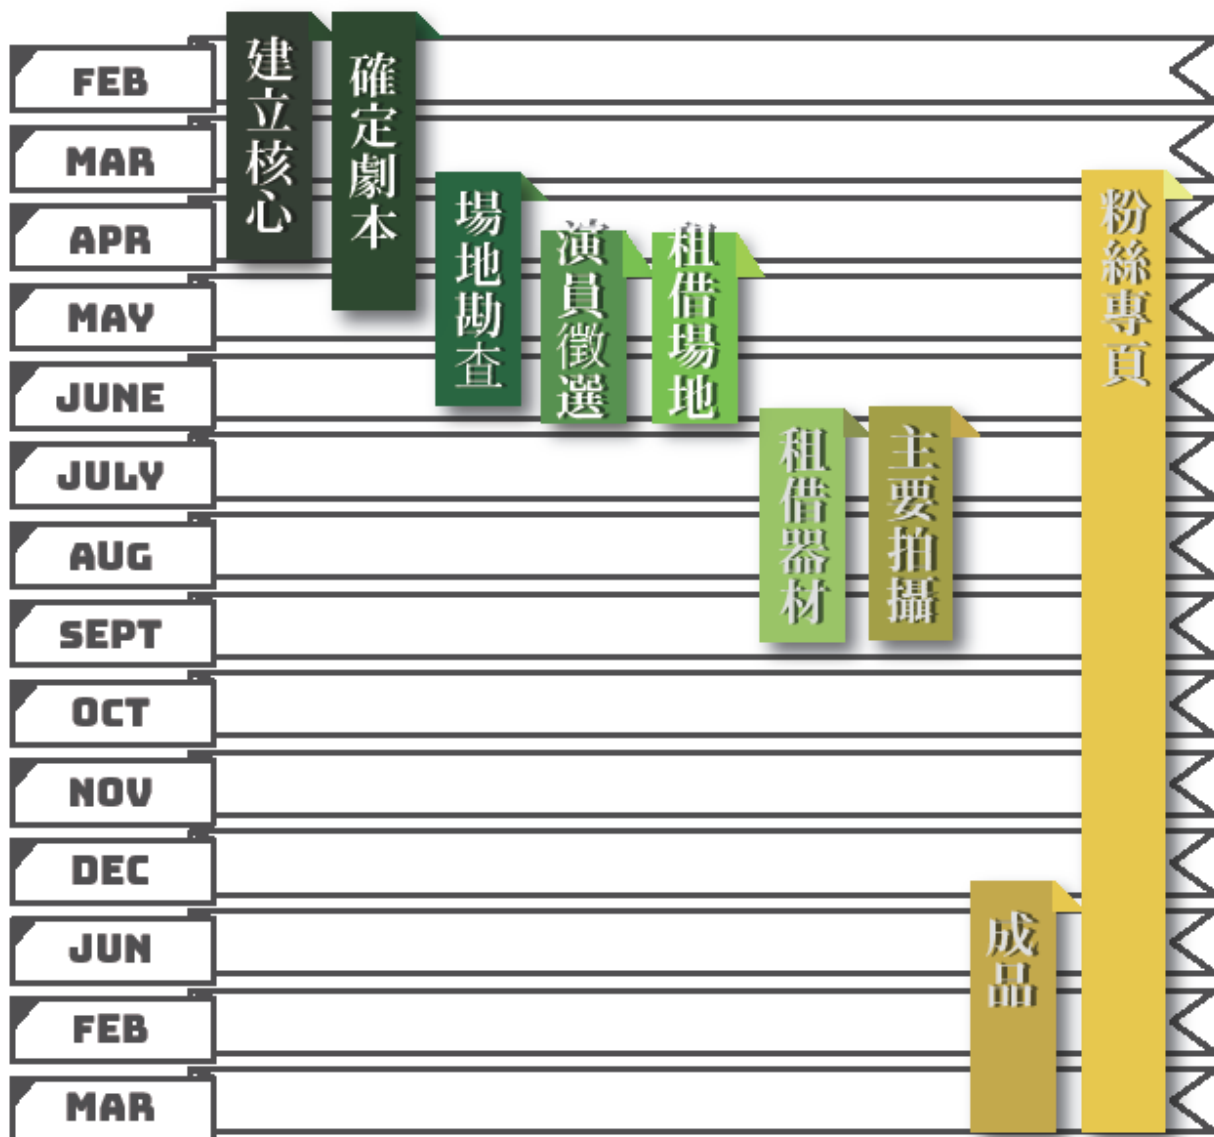 FEB
MAR
APR
MAY
JUNE
JULY
AUG
SEPT
OCT
NOV
DEC
JUN
FEB
MAR
建立核心
確定劇本
場地勘查
演員徵選
租借場地
租借器材
主要拍攝
成品
粉絲專頁